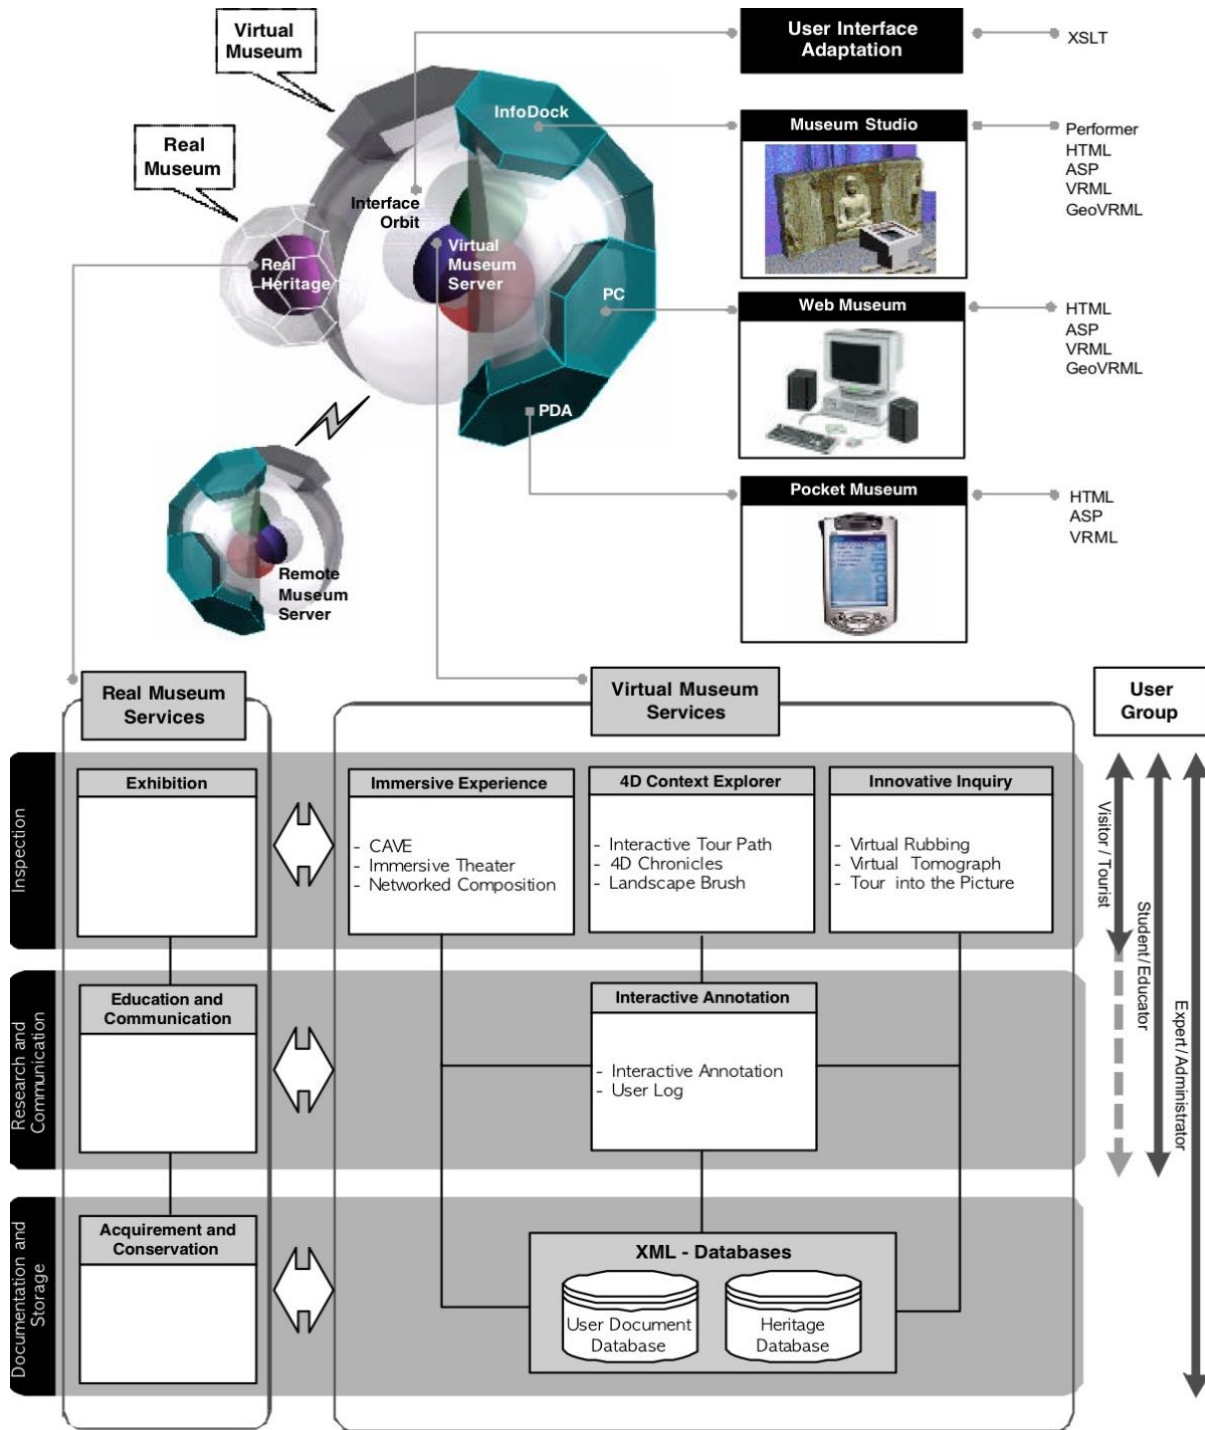 Virtual
Museum
Real
Museum
InfoDock
Interface
Orbit
Virtual
Museum
Server
Real
Heritage
PC
PDA
Remote
Museum
Server
User Interface
Adaptation
XSLT
Museum Studio
Performer
HTML
ASP
VRML
GeoVRML
Web Museum
HTML
ASP
VRML
GeoVRML
Pocket Museum
mobile
HTML
ASP
VRML
Real Museum
Services
Virtual Museum
Services
User
Group
Inspection
Exhibition
Immersive Experience
- CAVE
- Immersive Theater
- Networked Composition
4D Context Explorer
- Interactive Tour Path
- 4D Chronicles
- Landscape Brush
Innovative Inquiry
- Virtual Rubbing
- Virtual Tomograph
- Tour into the Picture
Visitor / Tourist
Student/Educator
Expert/Administrator
Research and
Communication
Education and
Communication
Interactive Annotation
- Interactive Annotation
- User Log
Documentation and
Storage
Acquirement and
Conservation
XML - Databases
User Document
Database
Heritage
Database